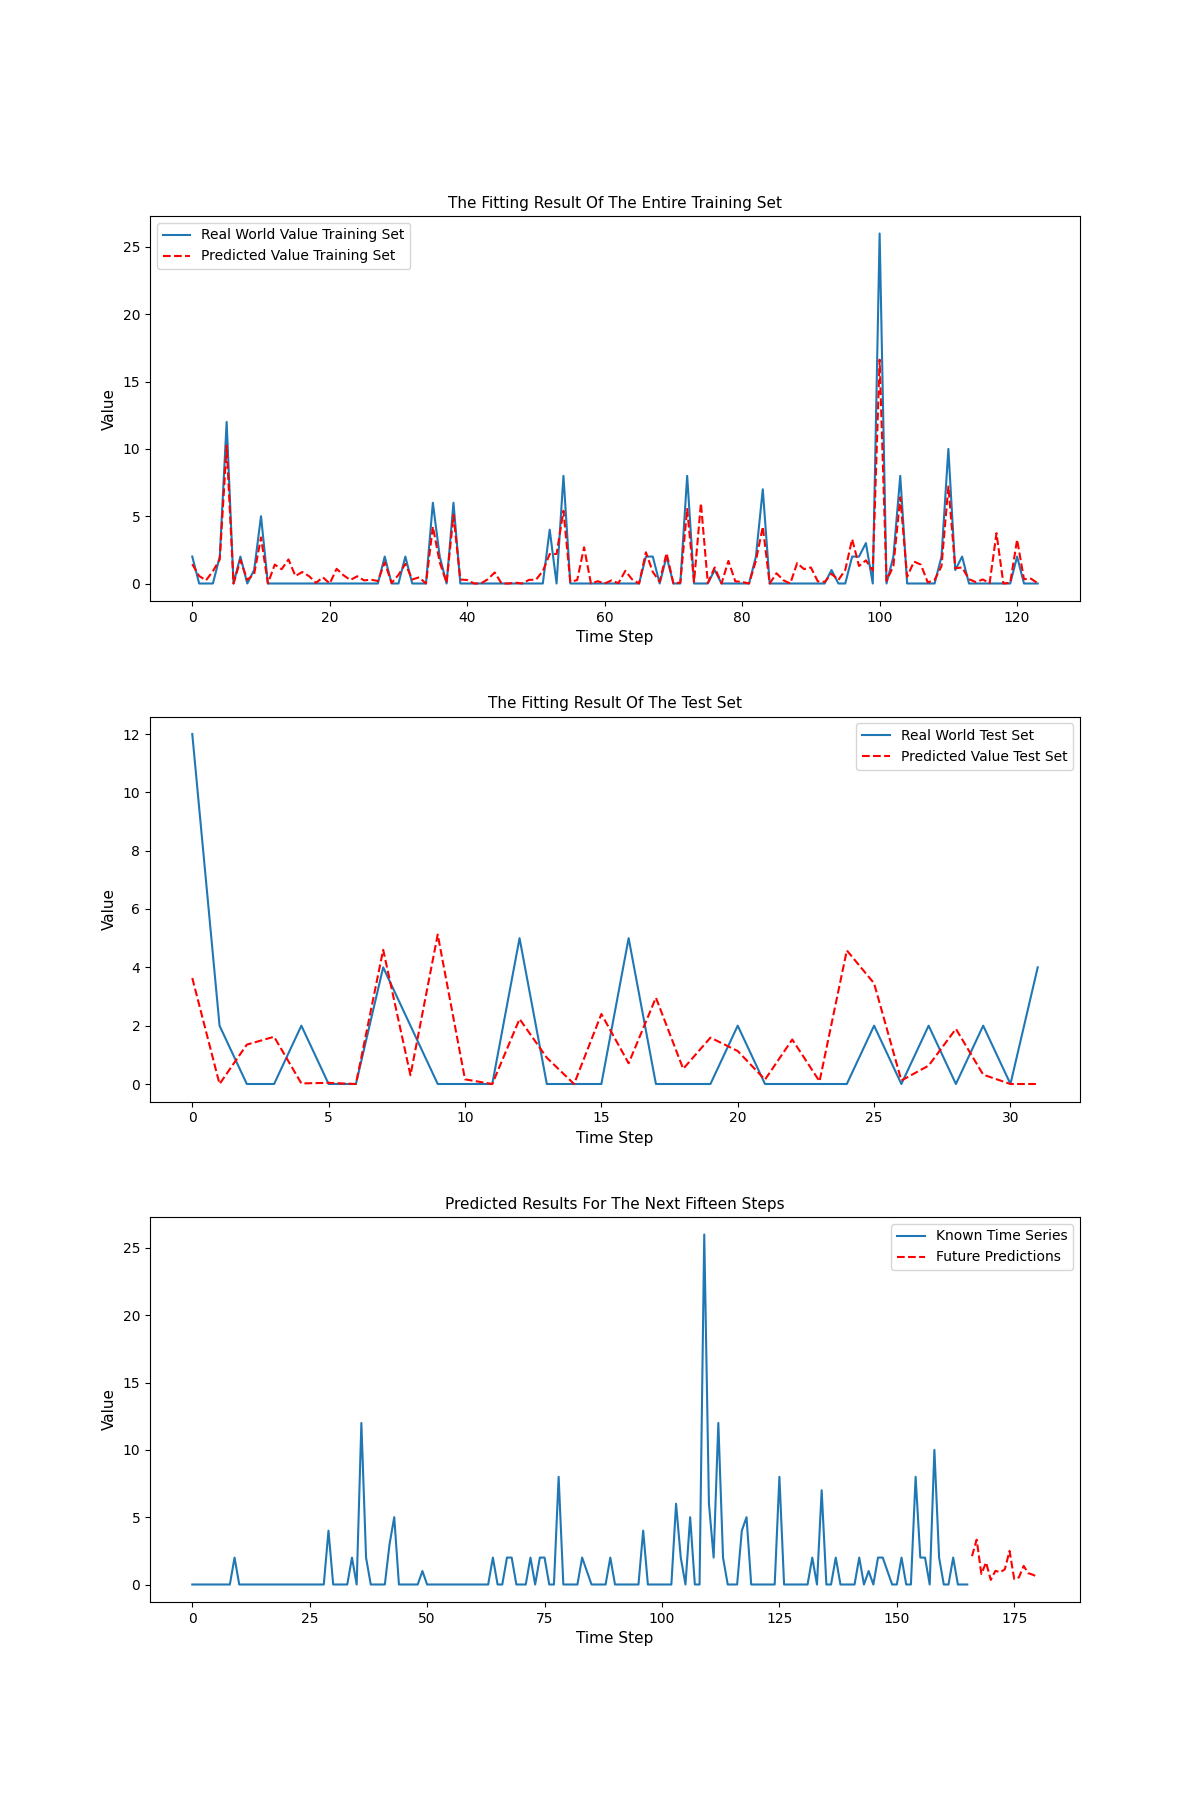 The Fitting Result Of The Entire Training Set
Real World Value Training Set
Predicted Value Training Set
25
20
15
10
5
0
Value
0 20 40 60 80 100 120
Time Step
The Fitting Result Of The Test Set
Real World Test Set
Predicted Value Test Set
12
10
8
6
4
2
0
Value
0 5 10 15 20 25 30
Time Step
Predicted Results For The Next Fifteen Steps
Known Time Series
Future Predictions
25
20
15
10
5
0
Value
0 25 50 75 100 125 150 175
Time Step